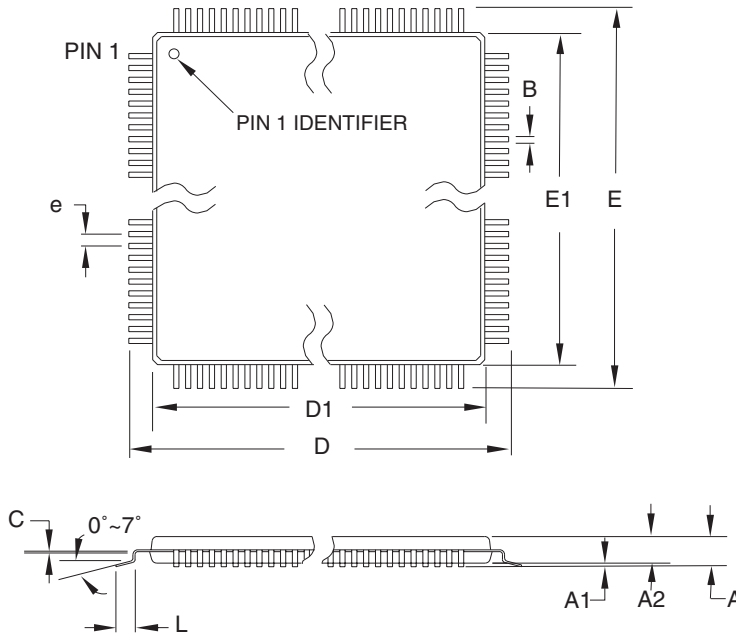 PIN 1
PIN 1 IDENTIFIER
B
e
E1 E
D1
D
C
0°~7°
L
A1 A2 A